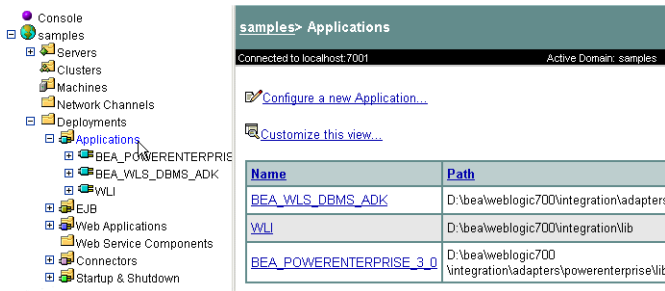 Console
samples
Servers
Clusters
Machines
Network Channels
Deployments
Applications
BEA_POWERENTERPRIS
BEA_WLS_DBMS_ADK
WLI
EJB
Web Applications
Web Service Components
Connectors
Startup & Shutdown
samples> Applications
Connected to localhost:7001 Active Domain: samples
Configure a new Application...
Customize this view...
Name Path
BEA_WLS_DBMS_ADK D:\bea\weblogic700\integration\adapters
WLI D:\bea\weblogic700\integration\lib
BEA_POWERENTERPRISE_3_0 D:\bea\weblogic700
\integration\adapters\powerenterprise\lib